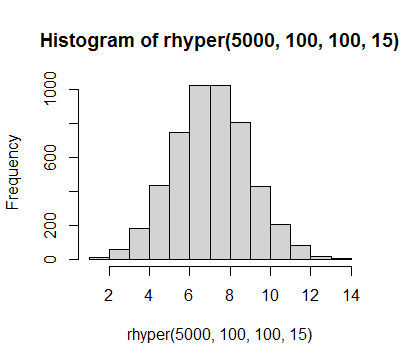 Histogram of rhyper(5000, 100, 100, 15)
Frequency
1000
600
200
0
2 4 6 8 10 12 14
rhyper(5000, 100, 100, 15)